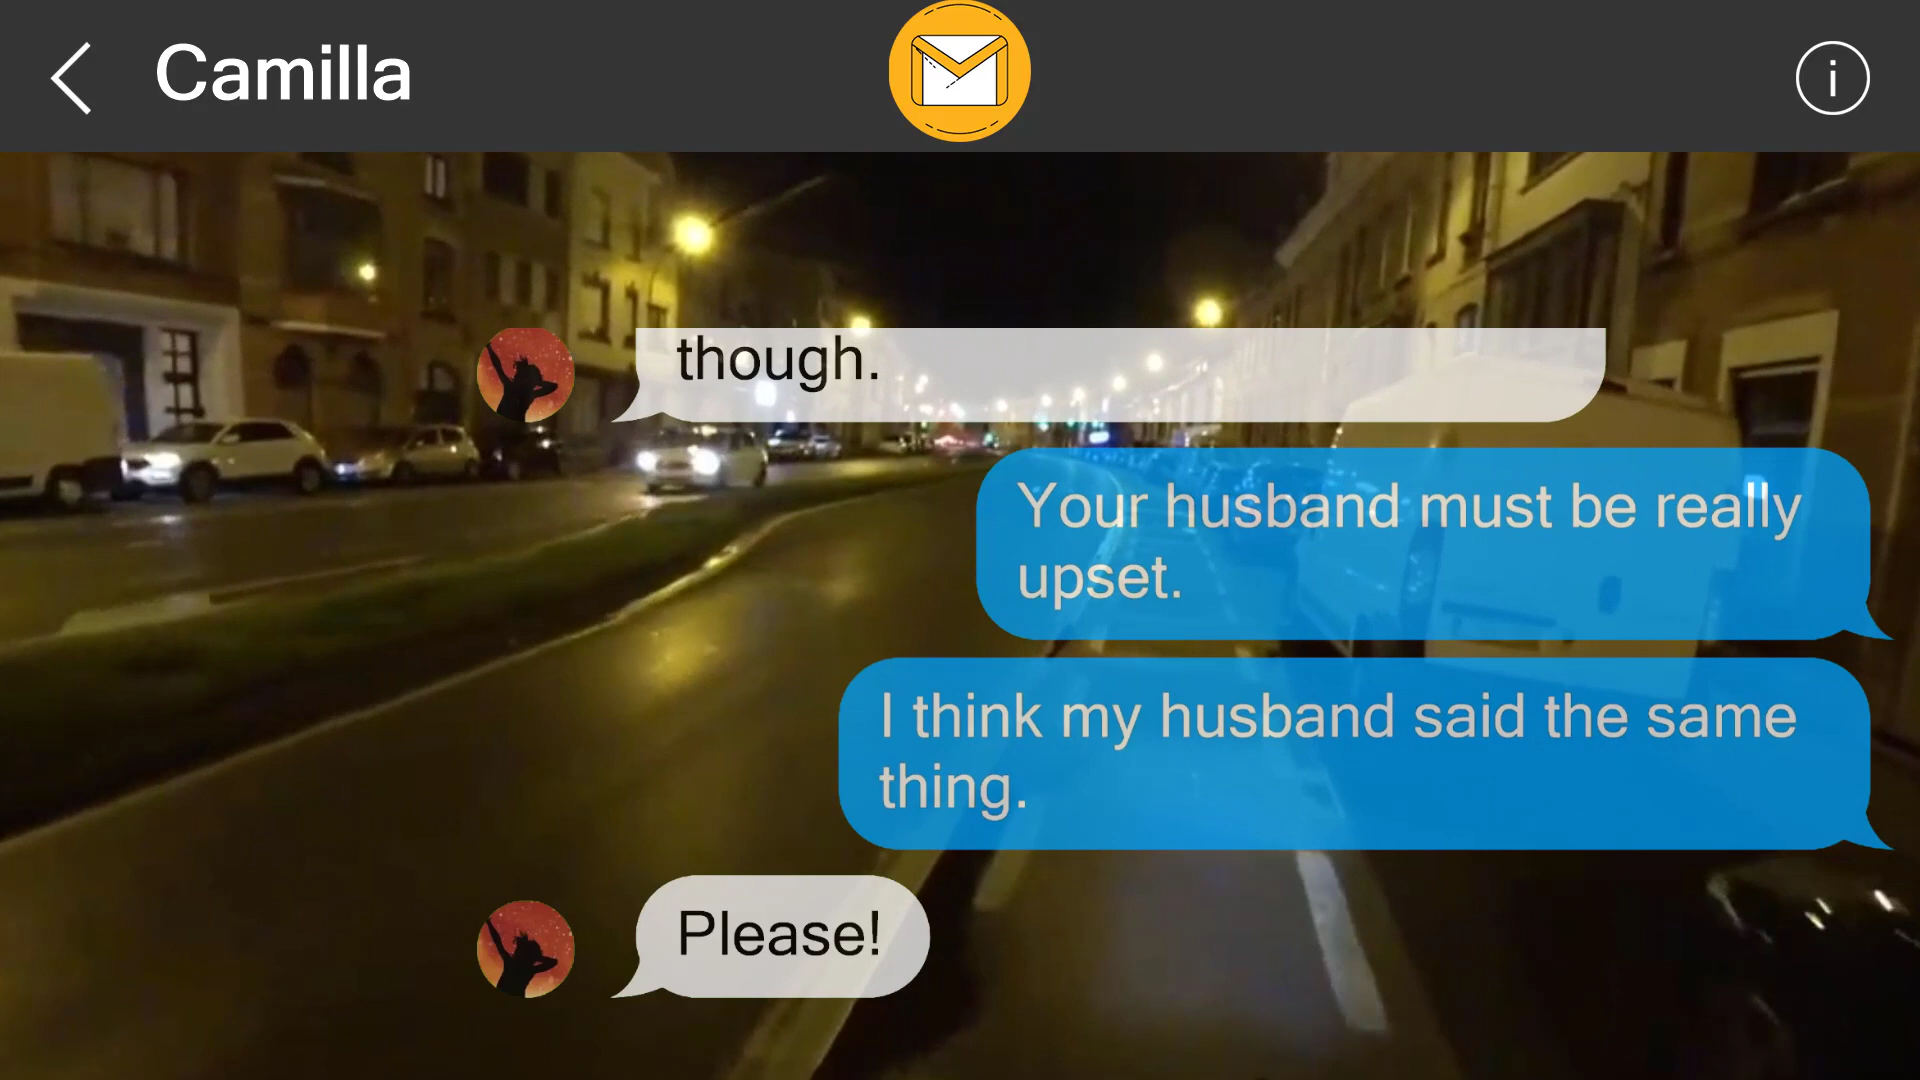 Camilla
i
though.
Your husband must be really
upset.
I think my husband said the same
thing.
Please!